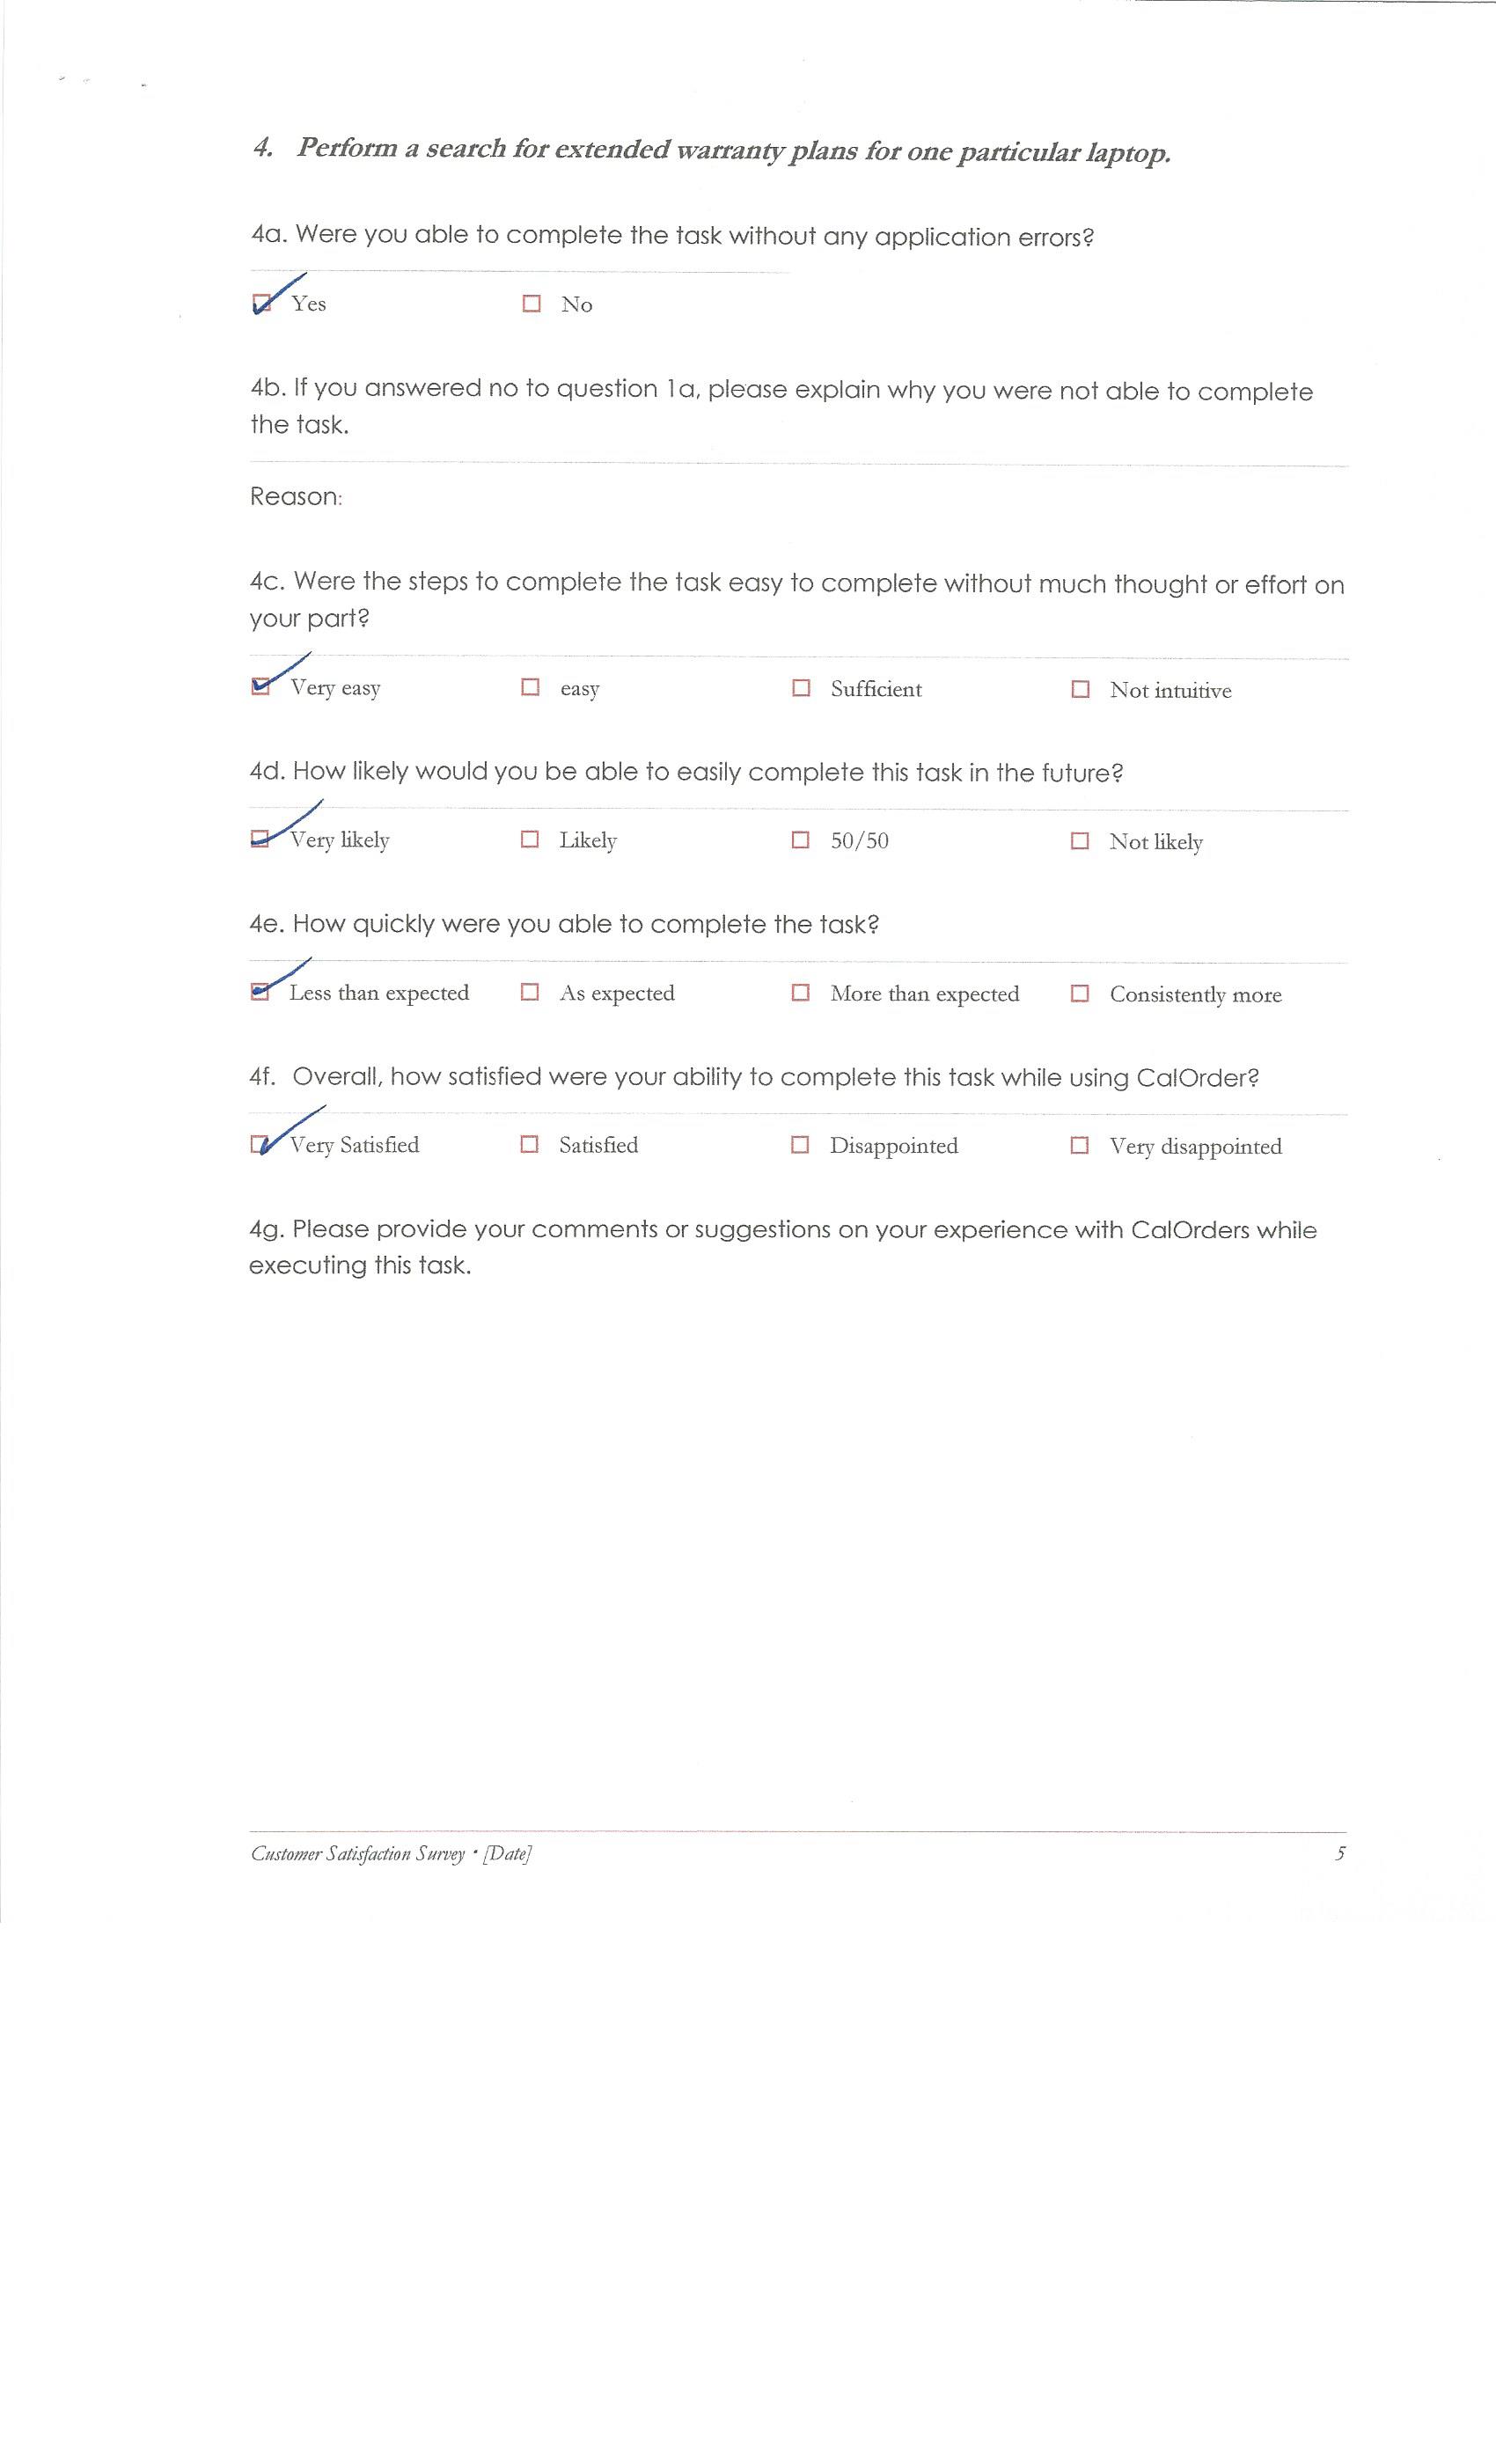 4. Perform a search for extended warranty plans for one particular laptop.
4a. Were you able to complete the task without any application errors?
☑ Yes ☐ No
4b. If you answered no to question 1a, please explain why you were not able to complete
the task.
Reason:
4c. Were the steps to complete the task easy to complete without much thought or effort on
your part?
☑ Very easy ☐ easy ☐ Sufficient ☐ Not intuitive
4d. How likely would you be able to easily complete this task in the future?
☑ Very likely ☐ Likely ☐ 50/50 ☐ Not likely
4e. How quickly were you able to complete the task?
☑ Less than expected ☐ As expected ☐ More than expected ☐ Consistently more
4f. Overall, how satisfied were your ability to complete this task while using CalOrder?
☑ Very Satisfied ☐ Satisfied ☐ Disappointed ☐ Very disappointed
4g. Please provide your comments or suggestions on your experience with CalOrders while
executing this task.
Customer Satisfaction Survey • [Date] 5